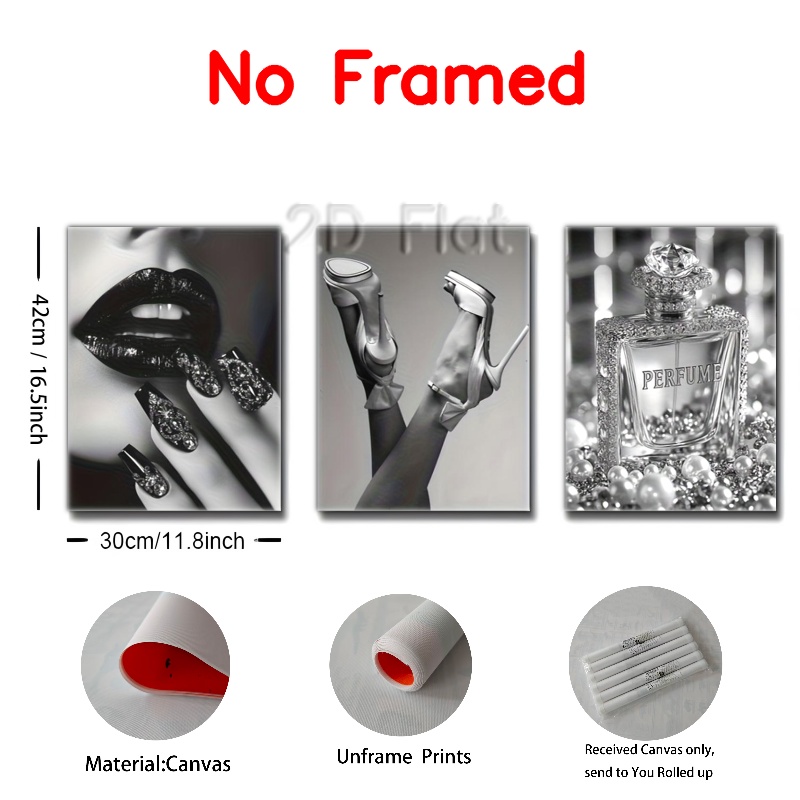 No Framed
2D Flat
42cm / 16.5inch
PERFUME
30cm/11.8inch
Material:Canvas
Unframe Prints
Received Canvas only,
send to You Rolled up